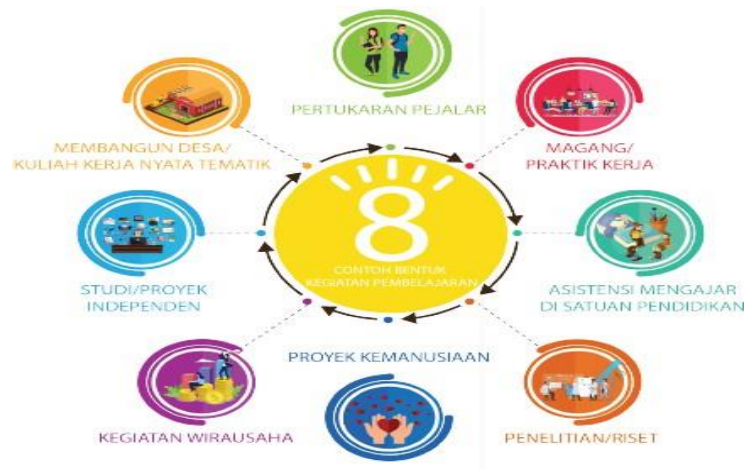 PERTUKARAN PEJALAR
MAGANG/
PRAKTIK KERJA
ASISTENSI MENGAJAR
DI SATUAN PENDIDIKAN
PENELITIAN/RISET
PROYEK KEMANUSIAAN
KEGIATAN WIRAUSAHA
STUDI/PROYEK
INDEPENDEN
MEMBANGUN DESA/
KULIAH KERJA NYATA TEMATIK
8
CONTOH BENTUK
KEGIATAN PEMBELAJARAN